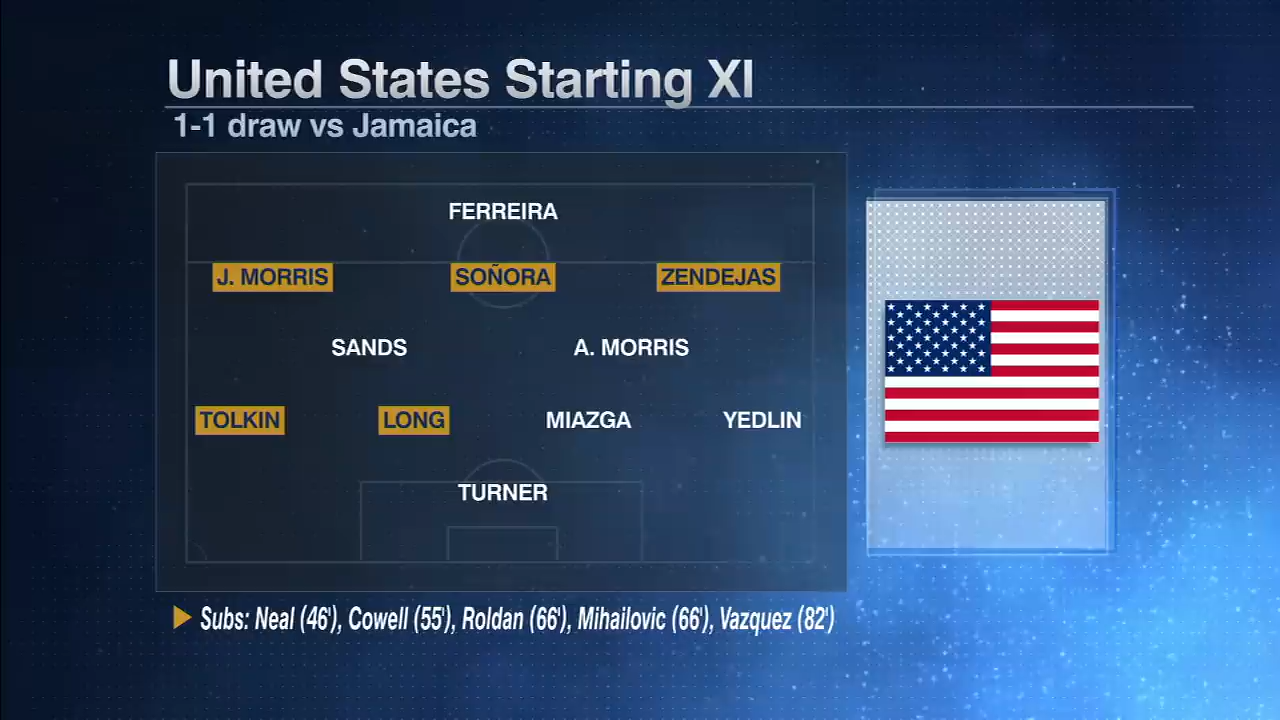 United States Starting XI
1-1 draw vs Jamaica
FERREIRA
J. MORRIS SOÑORA ZENDEJAS
SANDS A. MORRIS
TOLKIN LONG MIAZGA YEDLIN
TURNER
Subs: Neal (46'), Cowell (55'), Roldan (66'), Mihailovic (66'), Vazquez (82')